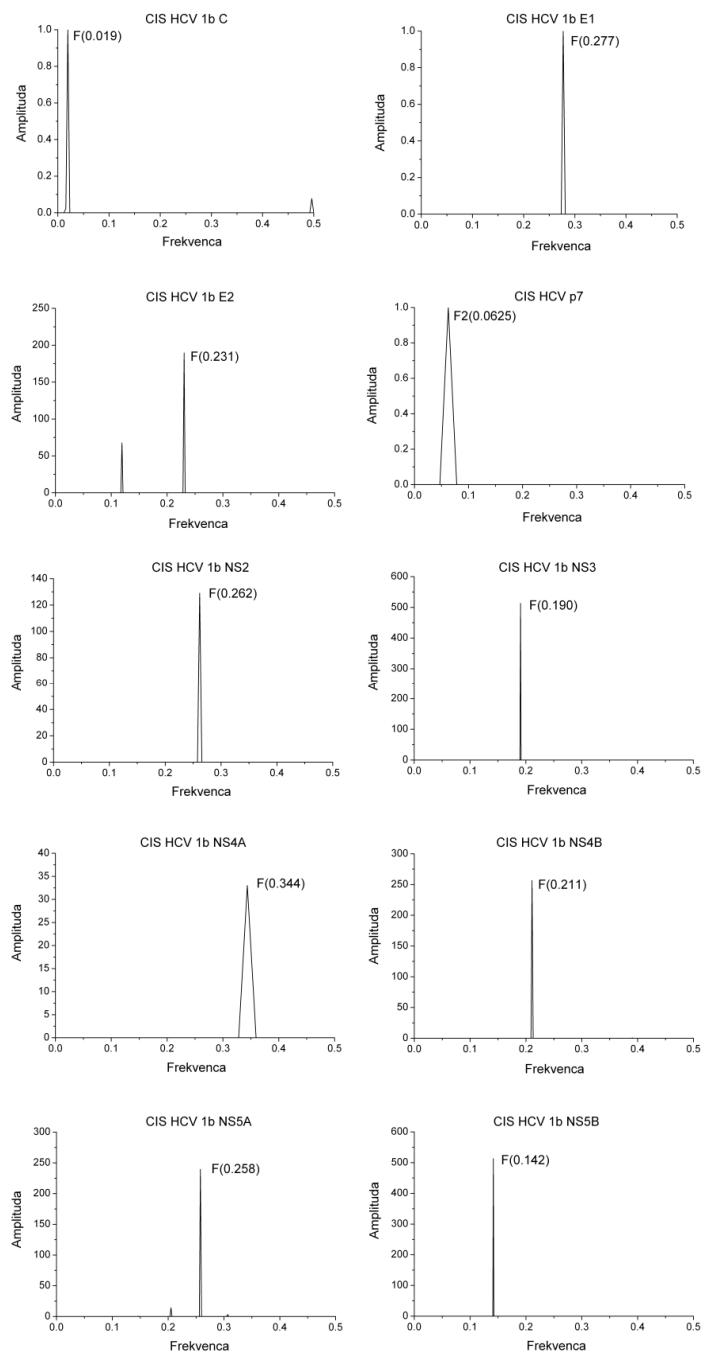 CIS HCV 1b C
F(0.019)
1.0
0.8
0.6
0.4
0.2
0.0
Amplituda
0.0 0.1 0.2 0.3 0.4 0.5
Frekvenca
CIS HCV 1b E1
F(0.277)
1.0
0.8
0.6
0.4
0.2
0.0
Amplituda
0.0 0.1 0.2 0.3 0.4 0.5
Frekvenca
CIS HCV 1b E2
F(0.231)
250
200
150
100
50
0
Amplituda
0.0 0.1 0.2 0.3 0.4 0.5
Frekvenca
CIS HCV p7
F2(0.0625)
1.0
0.8
0.6
0.4
0.2
0.0
Amplituda
0.0 0.1 0.2 0.3 0.4 0.5
Frekvenca
CIS HCV 1b NS2
F(0.262)
140
120
100
80
60
40
20
0
Amplituda
0.0 0.1 0.2 0.3 0.4 0.5
Frekvenca
CIS HCV 1b NS3
F(0.190)
600
500
400
300
200
100
0
Amplituda
0.0 0.1 0.2 0.3 0.4 0.5
Frekvenca
CIS HCV 1b NS4A
F(0.344)
40
35
30
25
20
15
10
5
0
Amplituda
0.0 0.1 0.2 0.3 0.4 0.5
Frekvenca
CIS HCV 1b NS4B
F(0.211)
300
250
200
150
100
50
0
Amplituda
0.0 0.1 0.2 0.3 0.4 0.5
Frekvenca
CIS HCV 1b NS5A
F(0.258)
300
250
200
150
100
50
0
Amplituda
0.0 0.1 0.2 0.3 0.4 0.5
Frekvenca
CIS HCV 1b NS5B
F(0.142)
600
500
400
300
200
100
0
Amplituda
0.0 0.1 0.2 0.3 0.4 0.5
Frekvenca